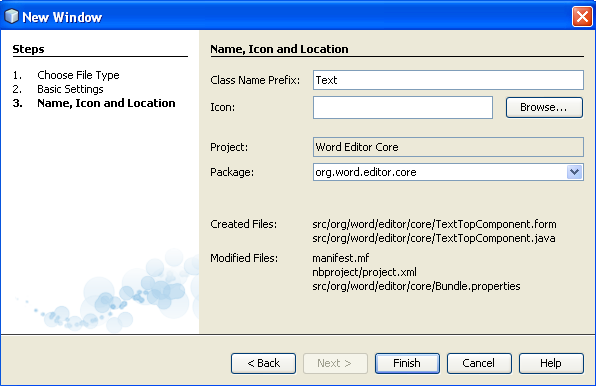 New Window
Steps
1. Choose File Type
2. Basic Settings
3. Name, Icon and Location
Name, Icon and Location
Class Name Prefix: Text
Icon: Browse...
Project: Word Editor Core
Package: org.word.editor.core
Created Files: src/org/word/editor/core/TextTopComponent.form
src/org/word/editor/core/TextTopComponent.java
Modified Files: manifest.mf
nbproject/project.xml
src/org/word/editor/core/Bundle.properties
< Back Next > Finish Cancel Help